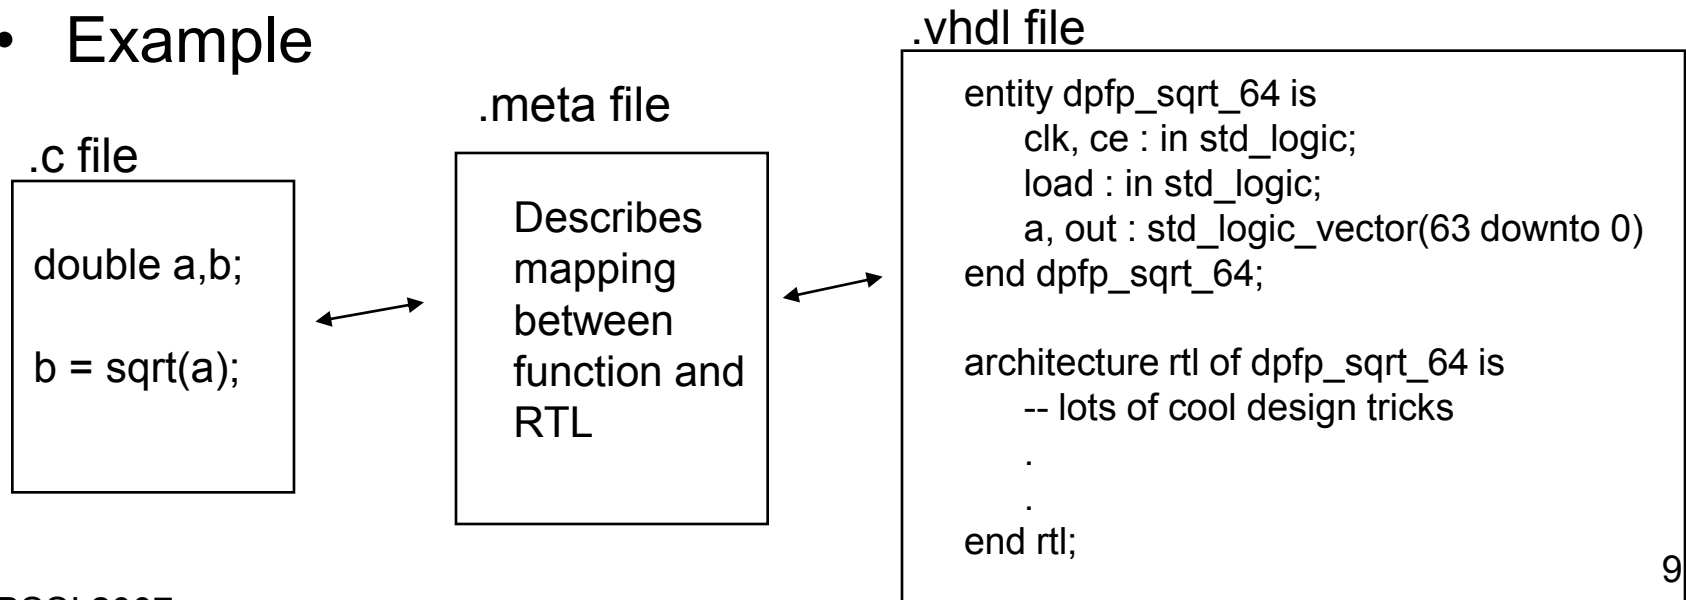 • Example
.c file
double a,b;
b = sqrt(a);
.meta file
Describes
mapping
between
function and
RTL
.vhdl file
entity dpfp_sqrt_64 is
clk, ce : in std_logic;
load : in std_logic;
a, out : std_logic_vector(63 downto 0)
end dpfp_sqrt_64;
architecture rtl of dpfp_sqrt_64 is
-- lots of cool design tricks
.
.
end rtl;
9